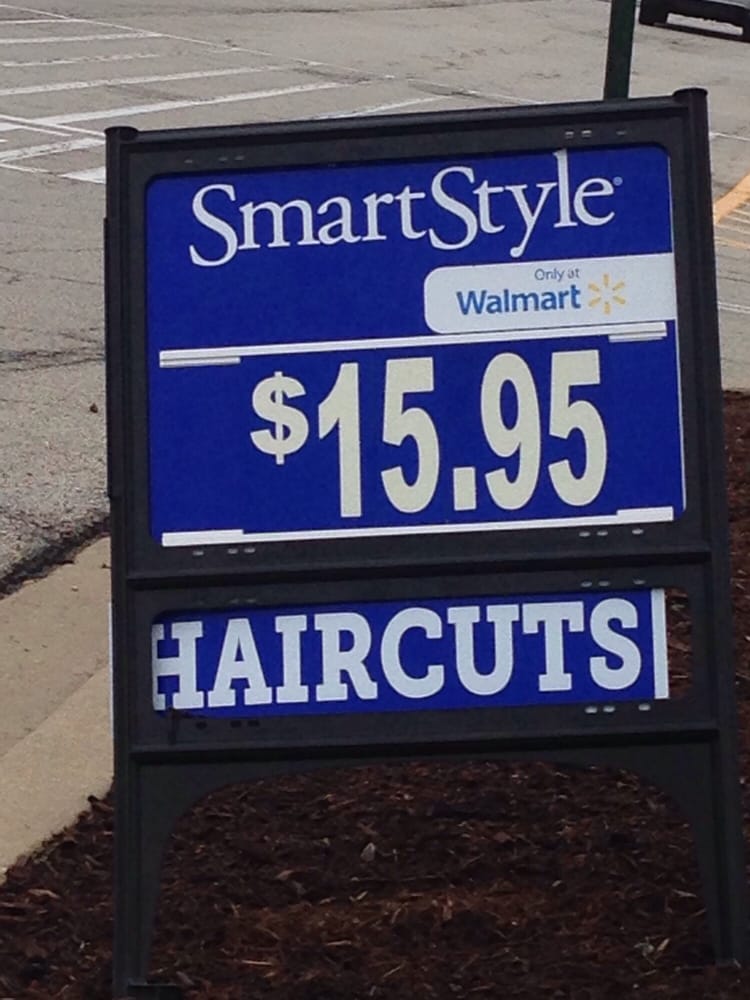 SmartStyle®
Only at
Walmart
$15.95
HAIRCUTS